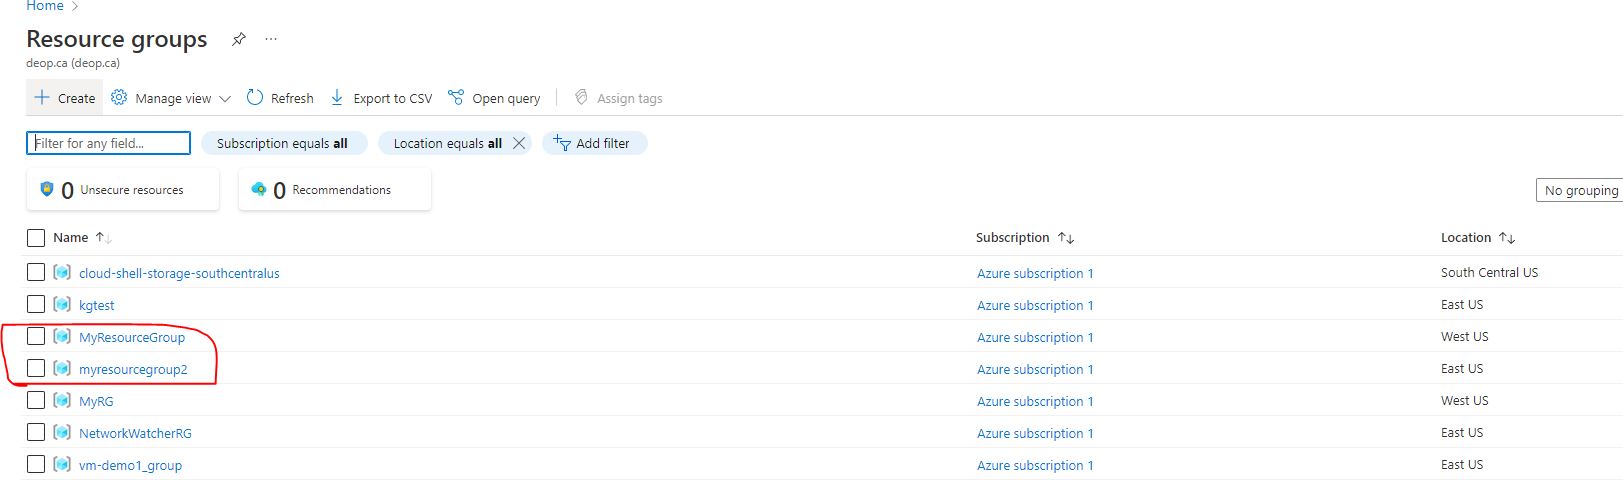 Home >
Resource groups ...
deop.ca (deop.ca)
+ Create Manage view Refresh Export to CSV Open query Assign tags
Filter for any field... Subscription equals all Location equals all Add filter
0 Unsecure resources 0 Recommendations No grouping
Name Subscription Location
cloud-shell-storage-southcentralus Azure subscription 1 South Central US
kgtest Azure subscription 1 East US
MyResourceGroup Azure subscription 1 West US
myresourcegroup2 Azure subscription 1 East US
MyRG Azure subscription 1 West US
NetworkWatcherRG Azure subscription 1 East US
vm-demo1_group Azure subscription 1 East US